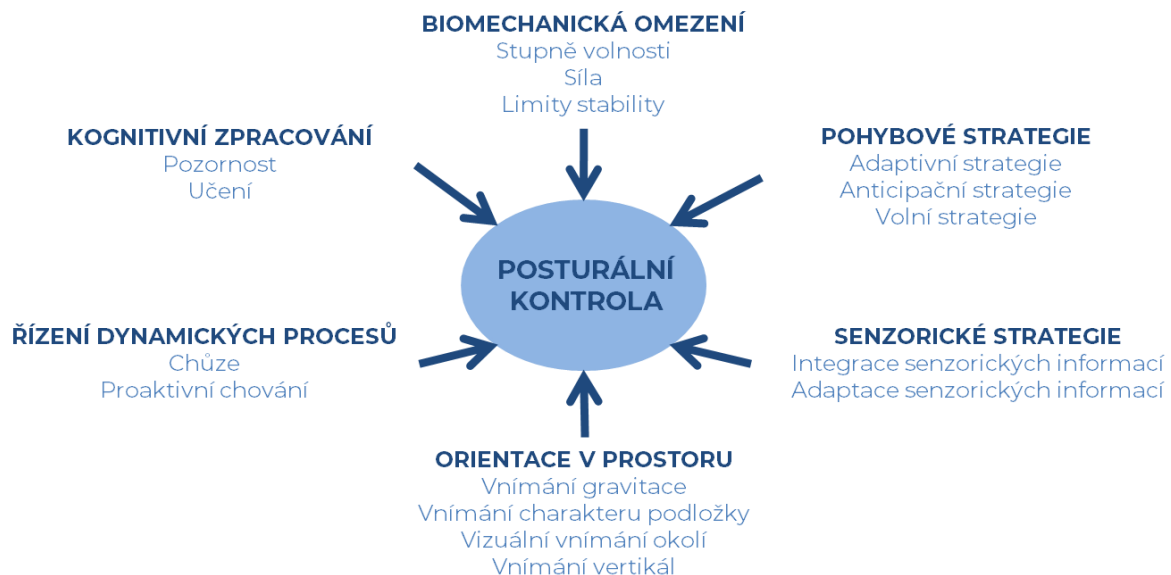 BIOMECHANICKÁ OMEZENÍ
Stupně volnosti
Síla
Limity stability
KOGNITIVNÍ ZPRACOVÁNÍ
Pozornost
Učení
POHYBOVÉ STRATEGIE
Adaptivní strategie
Anticipační strategie
Volní strategie
POSTURÁLNÍ
KONTROLA
ŘÍZENÍ DYNAMICKÝCH PROCESŮ
Chůze
Proaktivní chování
SENZORICKÉ STRATEGIE
Integrace senzorických informací
Adaptace senzorických informací
ORIENTACE V PROSTORU
Vnímání gravitace
Vnímání charakteru podložky
Vizuální vnímání okolí
Vnímání vertikál